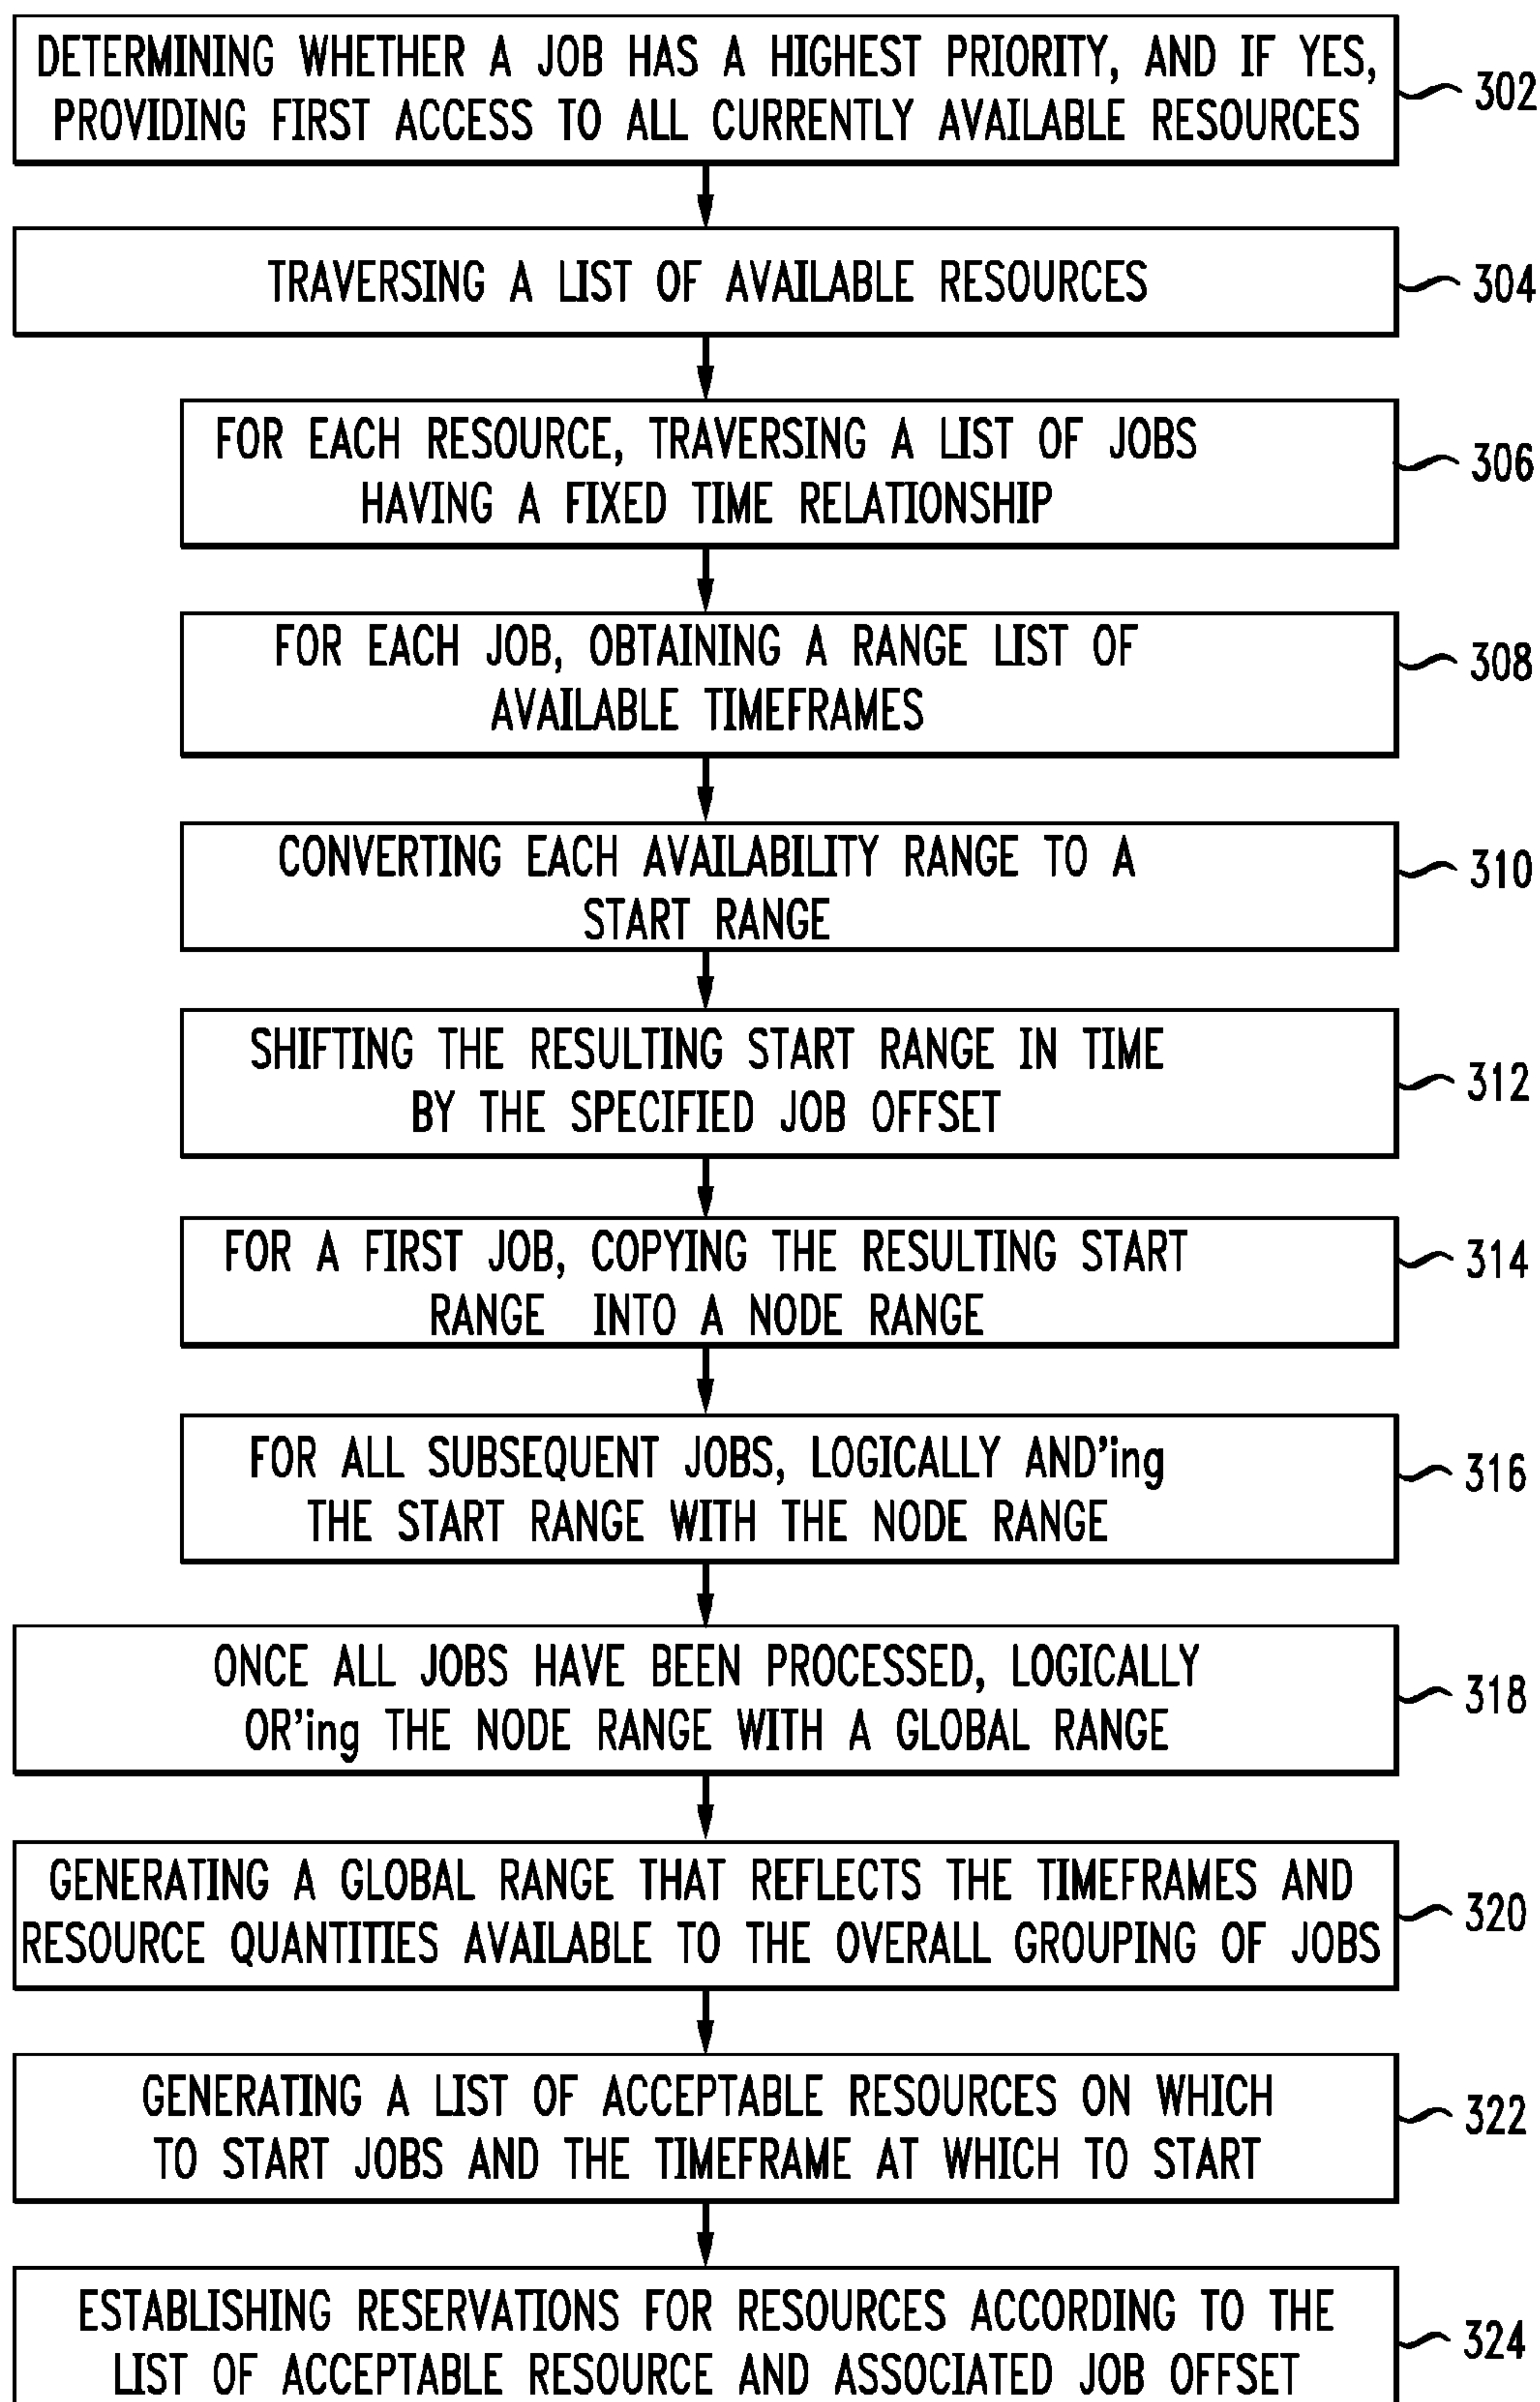 DETERMINING WHETHER A JOB HAS A HIGHEST PRIORITY, AND IF YES,
PROVIDING FIRST ACCESS TO ALL CURRENTLY AVAILABLE RESOURCES
302
TRAVERSING A LIST OF AVAILABLE RESOURCES
304
FOR EACH RESOURCE, TRAVERSING A LIST OF JOBS
HAVING A FIXED TIME RELATIONSHIP
306
FOR EACH JOB, OBTAINING A RANGE LIST OF
AVAILABLE TIMEFRAMES
308
CONVERTING EACH AVAILABILITY RANGE TO A
START RANGE
310
SHIFTING THE RESULTING START RANGE IN TIME
BY THE SPECIFIED JOB OFFSET
312
FOR A FIRST JOB, COPYING THE RESULTING START
RANGE INTO A NODE RANGE
314
FOR ALL SUBSEQUENT JOBS, LOGICALLY AND'ing
THE START RANGE WITH THE NODE RANGE
316
ONCE ALL JOBS HAVE BEEN PROCESSED, LOGICALLY
OR'ing THE NODE RANGE WITH A GLOBAL RANGE
318
GENERATING A GLOBAL RANGE THAT REFLECTS THE TIMEFRAMES AND
RESOURCE QUANTITIES AVAILABLE TO THE OVERALL GROUPING OF JOBS
320
GENERATING A LIST OF ACCEPTABLE RESOURCES ON WHICH
TO START JOBS AND THE TIMEFRAME AT WHICH TO START
322
ESTABLISHING RESERVATIONS FOR RESOURCES ACCORDING TO THE
LIST OF ACCEPTABLE RESOURCE AND ASSOCIATED JOB OFFSET
324